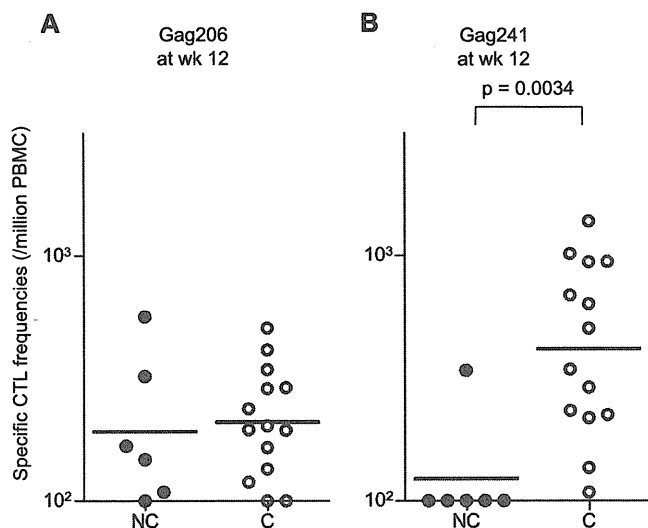 A
Gag206
at wk 12
B
Gag241
at wk 12
p = 0.0034
Specific CTL frequencies (/million PBMC)
10³
10²
NC
C
10³
10²
NC
C